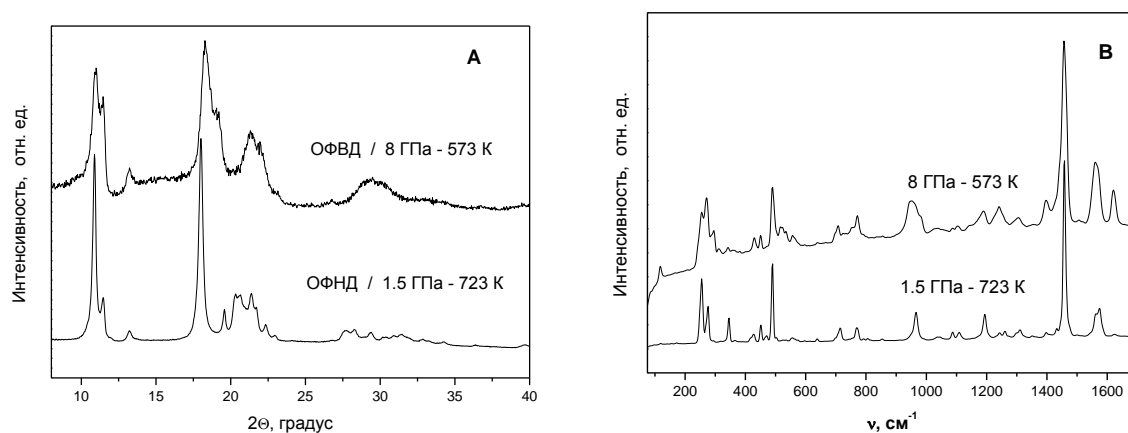 Интенсивность, отн. ед.
А
ОФВД / 8 ГПа - 573 К
ОФНД / 1.5 ГПа - 723 К
10 15 20 25 30 35 40
2Θ, градус
Интенсивность, отн. ед.
В
8 ГПа - 573 К
1.5 ГПа - 723 К
200 400 600 800 1000 1200 1400 1600
ν, см⁻¹